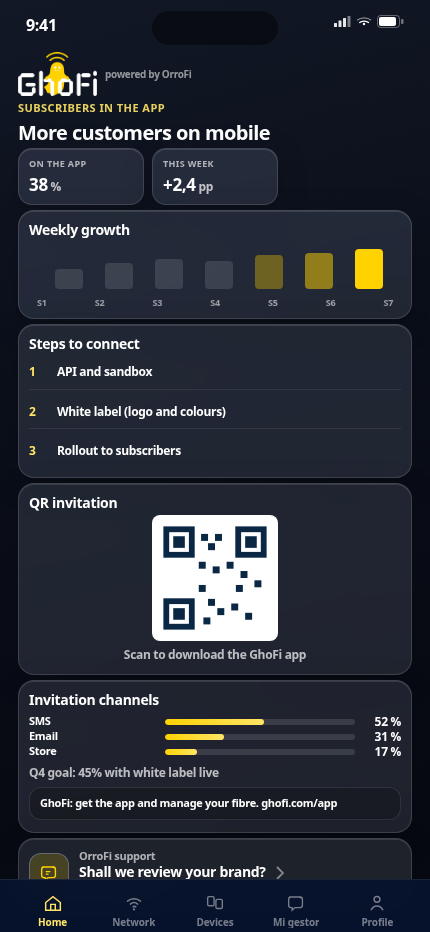 9:41
GhoFi powered by OrroFi
SUBSCRIBERS IN THE APP
More customers on mobile
ON THE APP
38 %
THIS WEEK
+2,4 pp
Weekly growth
S1 S2 S3 S4 S5 S6 S7
Steps to connect
1 API and sandbox
2 White label (logo and colours)
3 Rollout to subscribers
QR invitation
Scan to download the GhoFi app
Invitation channels
SMS 52 %
Email 31 %
Store 17 %
Q4 goal: 45% with white label live
GhoFi: get the app and manage your fibre. ghofi.com/app
OrroFi support
Shall we review your brand?
Home Network Devices Mi gestor Profile